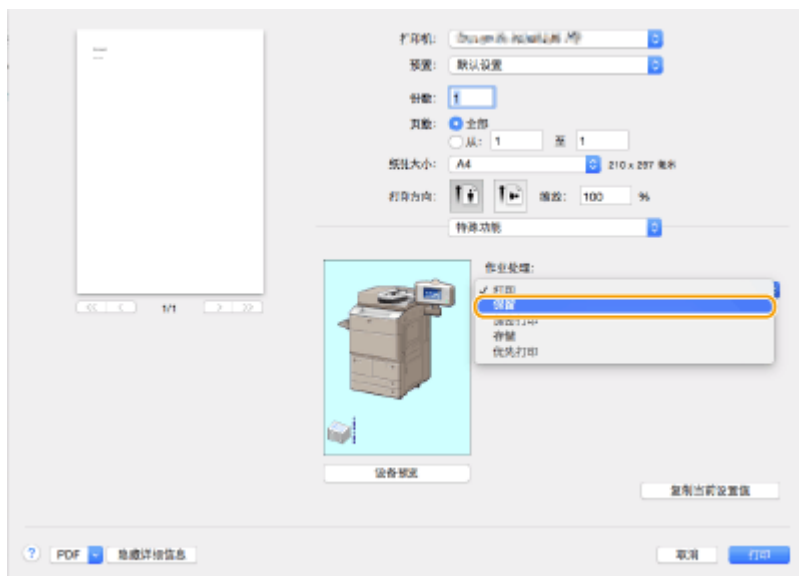 打印机:
预置: 默认设置
份数: 1
页数: 全部
从: 1 至 1
纸张大小: A4 210 x 297 毫米
打印方向: 缩放: 100 %
特殊功能
作业处理:
✓ 打印
保留
保密打印
存储
优先打印
<< < 1/1 > >>
设备预览
复制当前设置值
? PDF 隐藏详细信息 取消 打印